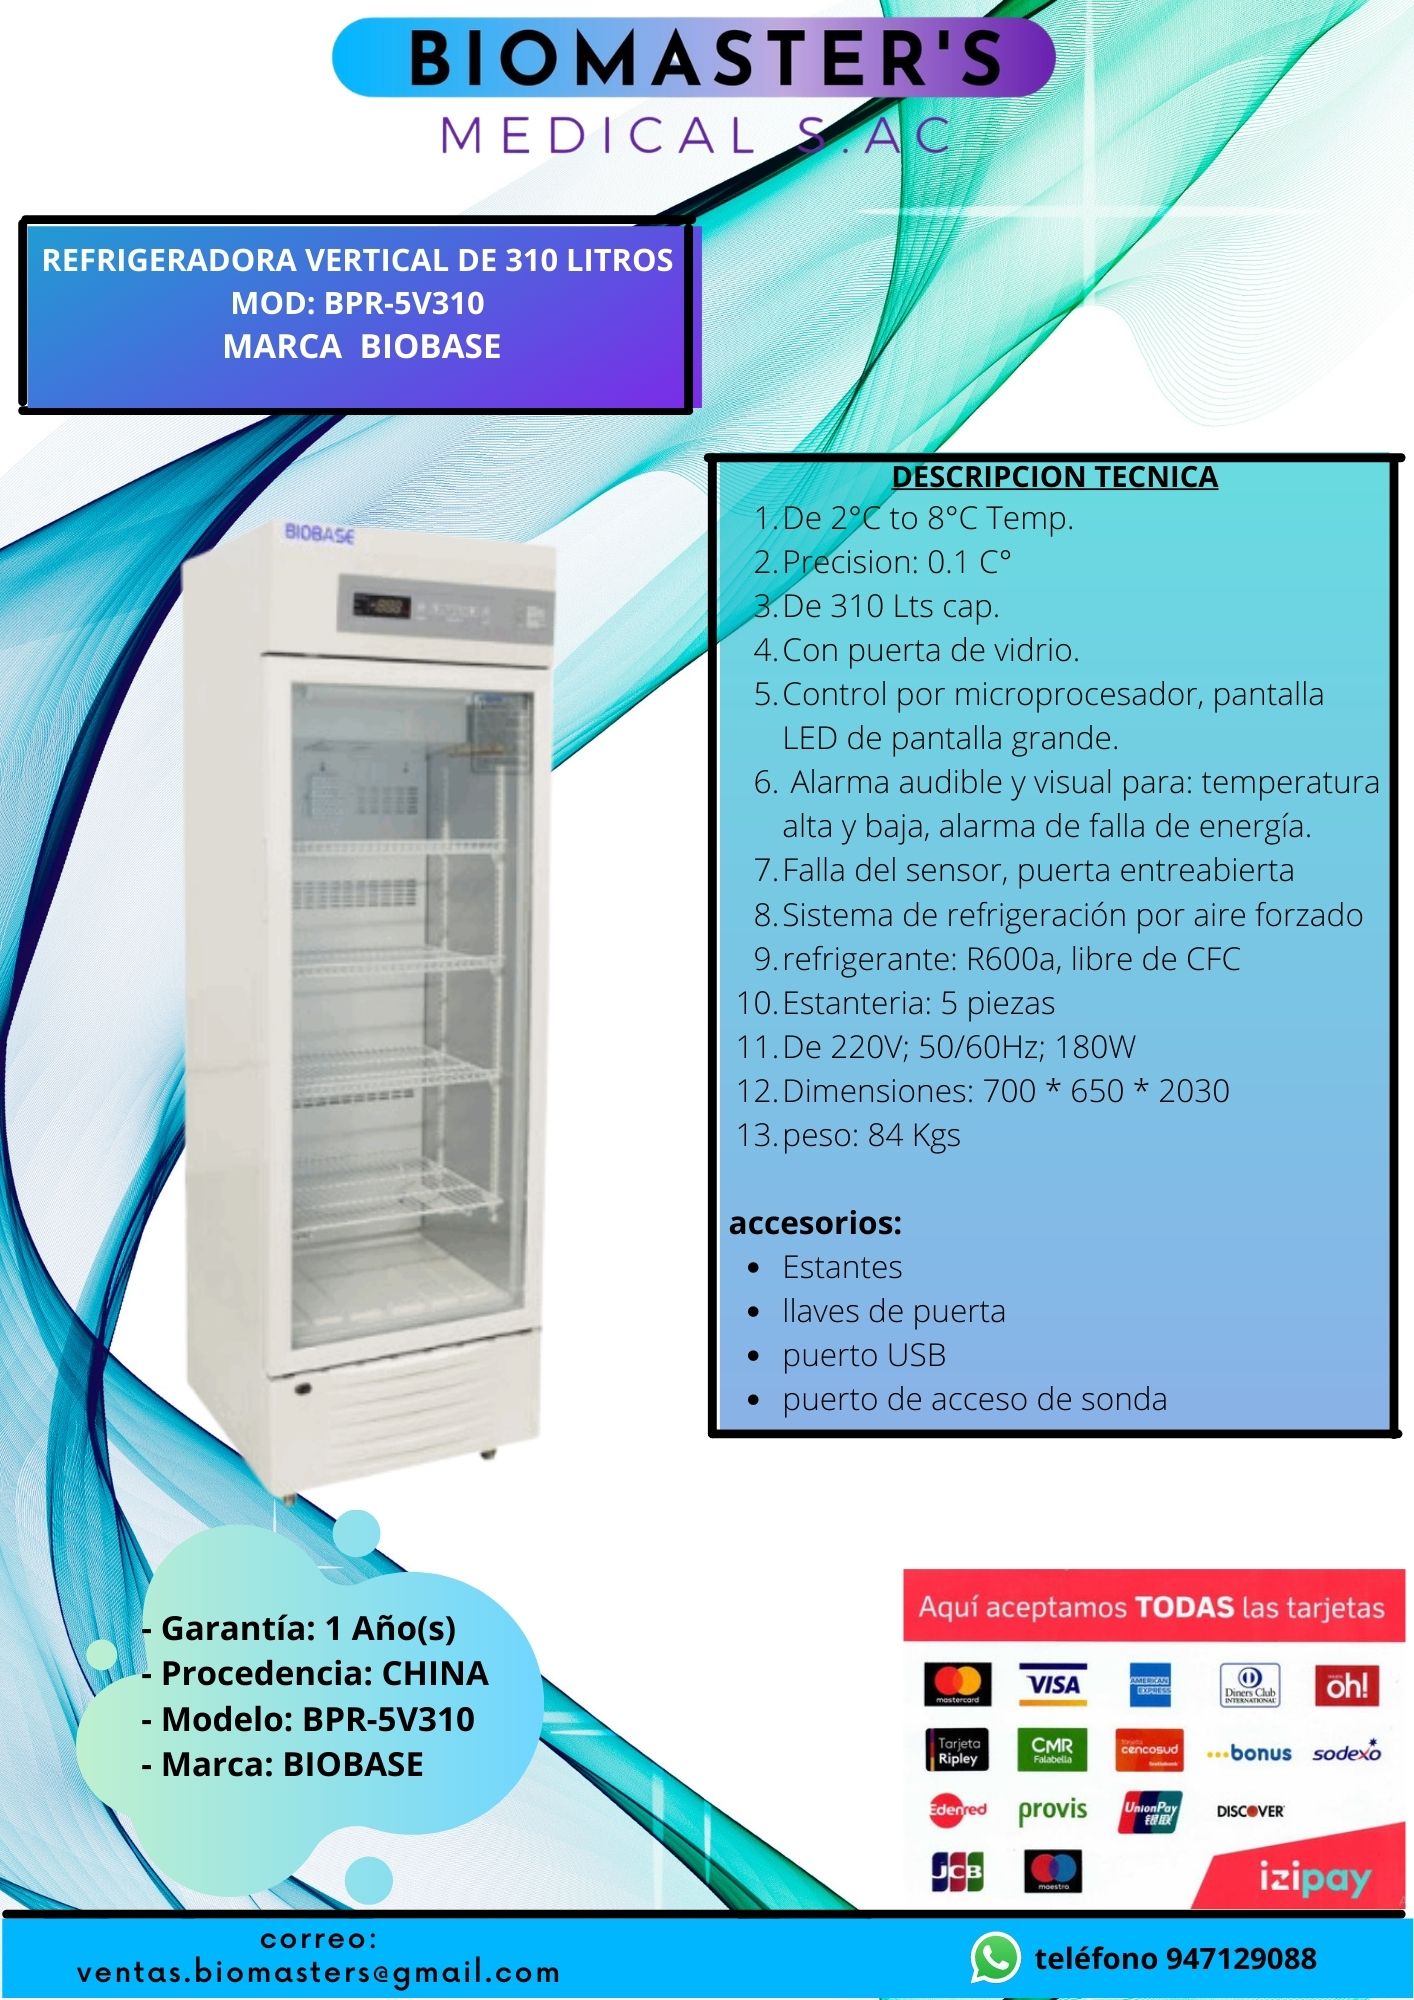 BIOMASTER'S
MEDICAL S.AC
REFRIGERADORA VERTICAL DE 310 LITROS
MOD: BPR-5V310
MARCA BIOBASE
BIOBASE
DESCRIPCION TECNICA
1. De 2°C to 8°C Temp.
2. Precision: 0.1 C°
3. De 310 Lts cap.
4. Con puerta de vidrio.
5. Control por microprocesador, pantalla
LED de pantalla grande.
6. Alarma audible y visual para: temperatura
alta y baja, alarma de falla de energía.
7. Falla del sensor, puerta entreabierta
8. Sistema de refrigeración por aire forzado
9. refrigerante: R600a, libre de CFC
10. Estanteria: 5 piezas
11. De 220V; 50/60Hz; 180W
12. Dimensiones: 700 * 650 * 2030
13. peso: 84 Kgs
accesorios:
• Estantes
• llaves de puerta
• puerto USB
• puerto de acceso de sonda
- Garantía: 1 Año(s)
- Procedencia: CHINA
- Modelo: BPR-5V310
- Marca: BIOBASE
Aquí aceptamos TODAS las tarjetas
mastercard VISA AMERICAN EXPRESS Diners Club INTERNATIONAL oh!
Tarjeta Ripley CMR Falabella cencosud bonus sodexo
Edenred provis UnionPay 银联 DISCOVER
JCB maestro
izipay
correo:
ventas.biomasters@gmail.com
teléfono 947129088